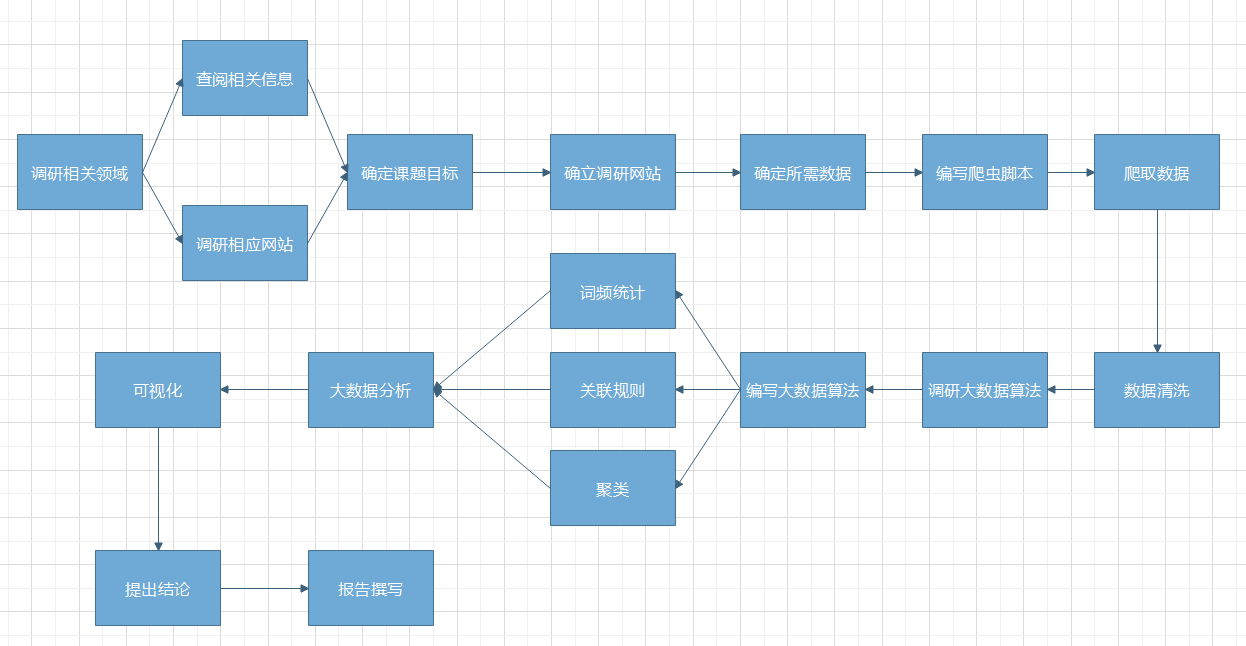 查阅相关信息
调研相关领域
调研相应网站
确定课题目标
确立调研网站
确定所需数据
编写爬虫脚本
爬取数据
数据清洗
调研大数据算法
编写大数据算法
词频统计
关联规则
聚类
大数据分析
可视化
提出结论
报告撰写